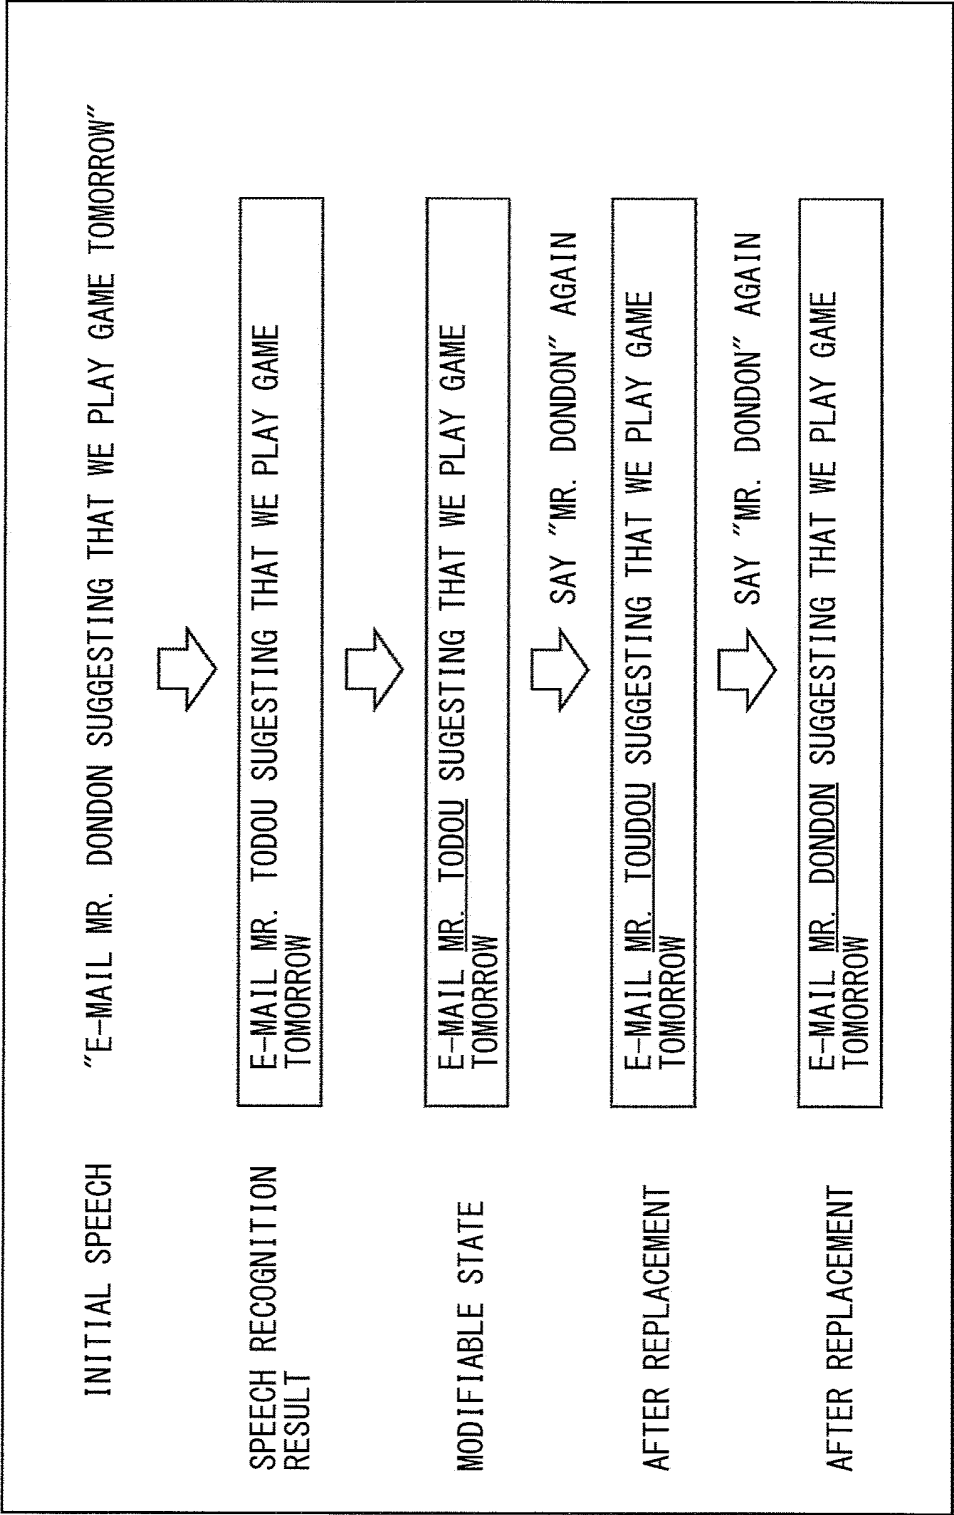 INITIAL SPEECH
"E-MAIL MR. DONDON SUGGESTING THAT WE PLAY GAME TOMORROW"
SPEECH RECOGNITION
RESULT
E-MAIL MR. TODOU SUGESTING THAT WE PLAY GAME
TOMORROW
MODIFIABLE STATE
E-MAIL MR. TODOU SUGESTING THAT WE PLAY GAME
TOMORROW
SAY "MR. DONDON" AGAIN
AFTER REPLACEMENT
E-MAIL MR. TOUDOU SUGGESTING THAT WE PLAY GAME
TOMORROW
SAY "MR. DONDON" AGAIN
AFTER REPLACEMENT
E-MAIL MR. DONDON SUGGESTING THAT WE PLAY GAME
TOMORROW